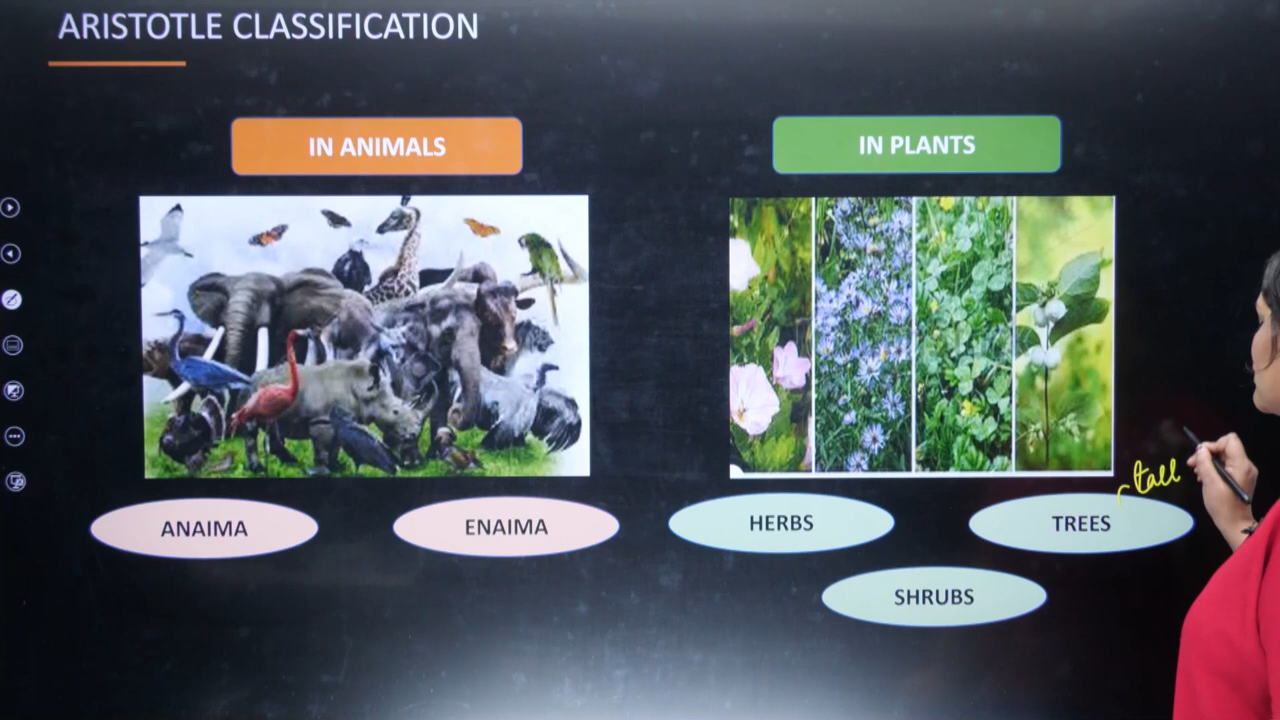 ARISTOTLE CLASSIFICATION
IN ANIMALS
IN PLANTS
tall
ANAIMA
ENAIMA
HERBS
TREES
SHRUBS